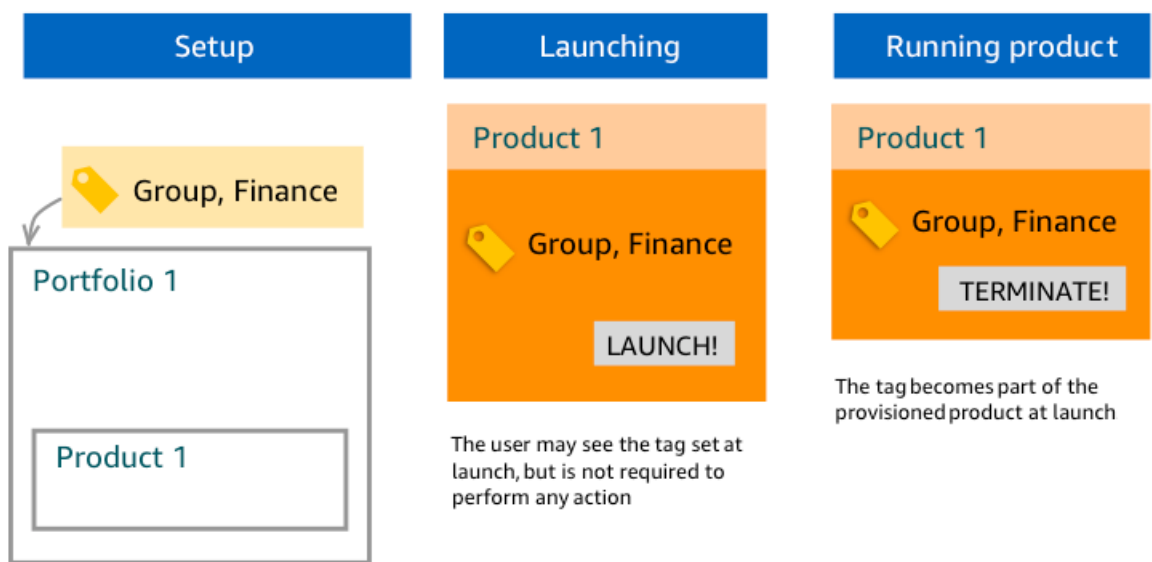 Setup
Group, Finance
Portfolio 1
Product 1
Launching
Product 1
Group, Finance
LAUNCH!
The user may see the tag set at
launch, but is not required to
perform any action
Running product
Product 1
Group, Finance
TERMINATE!
The tag becomes part of the
provisioned product at launch